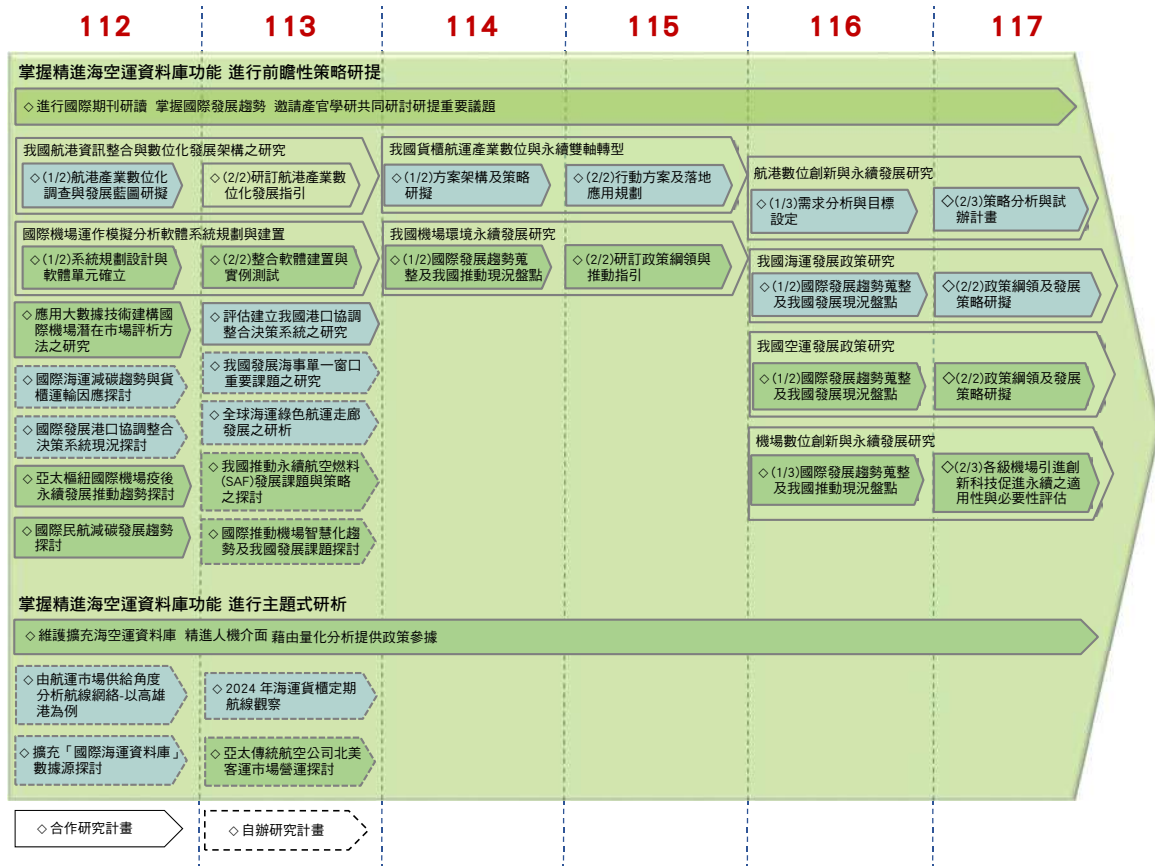 112 113 114 115 116 117
掌握精進海空運資料庫功能 進行前瞻性策略研提
◇進行國際期刊研讀 掌握國際發展趨勢 邀請產官學研共同研討研提重要議題
我國航港資訊整合與數位化發展架構之研究
◇(1/2)航港產業數位化
調查與發展藍圖研擬
◇(2/2)研訂航港產業數
位化發展指引
我國貨櫃航運產業數位與永續雙軸轉型
◇(1/2)方案架構及策略
研擬
◇(2/2)行動方案及落地
應用規劃
航港數位創新與永續發展研究
◇(1/3)需求分析與目標
設定
◇(2/3)策略分析與試
辦計畫
國際機場運作模擬分析軟體系統規劃與建置
◇(1/2)系統規劃設計與
軟體單元確立
◇(2/2)整合軟體建置與
實例測試
我國機場環境永續發展研究
◇(1/2)國際發展趨勢蒐
整及我國推動現況盤點
◇(2/2)研訂政策綱領與
推動指引
我國海運發展政策研究
◇(1/2)國際發展趨勢蒐整
及我國發展現況盤點
◇(2/2)政策綱領及發展
策略研擬
我國空運發展政策研究
◇(1/2)國際發展趨勢蒐整
及我國發展現況盤點
◇(2/2)政策綱領及發展
策略研擬
機場數位創新與永續發展研究
◇(1/3)國際發展趨勢蒐整
及我國推動現況盤點
◇(2/3)各級機場引進創
新科技促進永續之適
用性與必要性評估
◇應用大數據技術建構國
際機場潛在市場評析方
法之研究
◇國際海運減碳趨勢與貨
櫃運輸因應探討
◇國際發展港口協調整合
決策系統現況探討
◇亞太樞紐國際機場疫後
永續發展推動趨勢探討
◇國際民航減碳發展趨勢
探討
◇評估建立我國港口協調
整合決策系統之研究
◇我國發展海事單一窗口
重要課題之研究
◇全球海運綠色航運走廊
發展之研析
◇我國推動永續航空燃料
(SAF)發展課題與策略
之探討
◇國際推動機場智慧化趨
勢及我國發展課題探討
掌握精進海空運資料庫功能 進行主題式研析
◇維護擴充海空運資料庫 精進人機介面 藉由量化分析提供政策參據
◇由航運市場供給角度
分析航線網絡-以高雄
港為例
◇2024 年海運貨櫃定期
航線觀察
◇擴充「國際海運資料庫」
數據源探討
◇亞太傳統航空公司北美
客運市場營運探討
◇合作研究計畫
◇自辦研究計畫